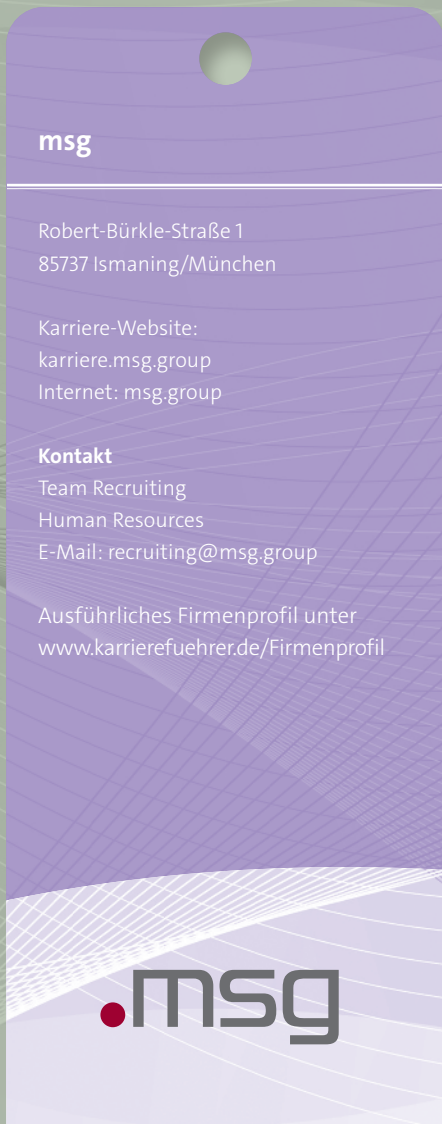 msg
Robert-Bürkle-Straße 1
85737 Ismaning/München
Karriere-Website:
karriere.msg.group
Internet: msg.group
Kontakt
Team Recruiting
Human Resources
E-Mail: recruiting@msg.group
Ausführliches Firmenprofil unter
www.karrierefuehrer.de/Firmenprofil
.msg